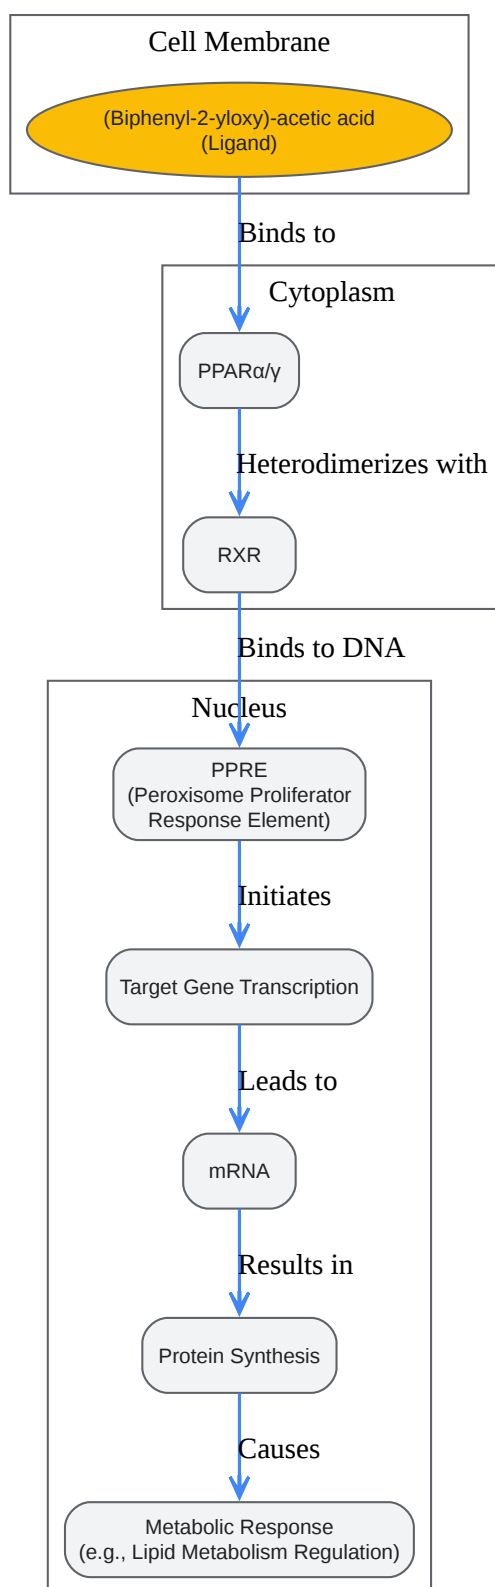 Cell Membrane
(Biphenyl-2-yloxy)-acetic acid
(Ligand)
Binds to
Cytoplasm
PPARα/γ
Heterodimerizes with
RXR
Binds to DNA
Nucleus
PPRE
(Peroxisome Proliferator
Response Element)
Initiates
Target Gene Transcription
Leads to
mRNA
Results in
Protein Synthesis
Causes
Metabolic Response
(e.g., Lipid Metabolism Regulation)